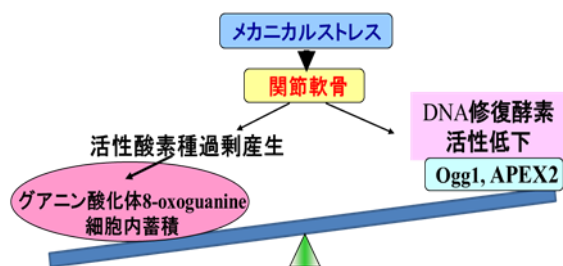 メカニカルストレス
関節軟骨
活性酸素種過剰産生
グアニン酸化体8-oxoguanine
細胞内蓄積
DNA修復酵素
活性低下
Ogg1, APEX2